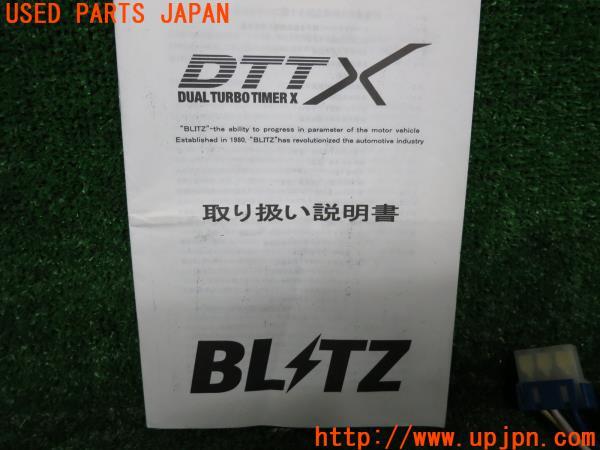 USED PARTS JAPAN
DTTX
DUAL TURBO TIMER X
"BLITZ"-the ability to progress in parameter of the motor vehicle
Established in 1980, "BLITZ"has revolutionized the automotive industry
取り扱い説明書
BLITZ
http://www.upjpn.com/